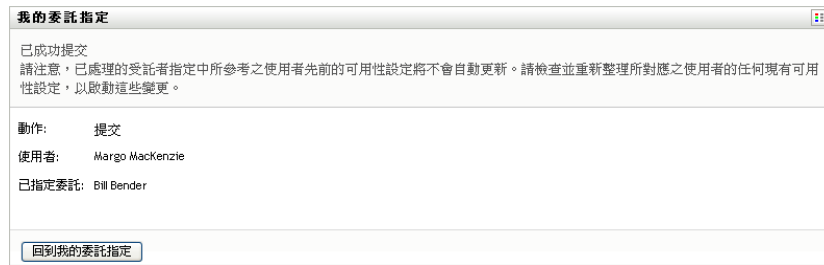 我的委託指定
已成功提交
請注意，已處理的受託者指定中所參考之使用者先前的可用性設定將不會自動更新。請檢查並重新整理所對應之使用者的任何現有可用
性設定，以啟動這些變更。
動作: 提交
使用者: Margo MacKenzie
已指定委託: Bill Bender
回到我的委託指定